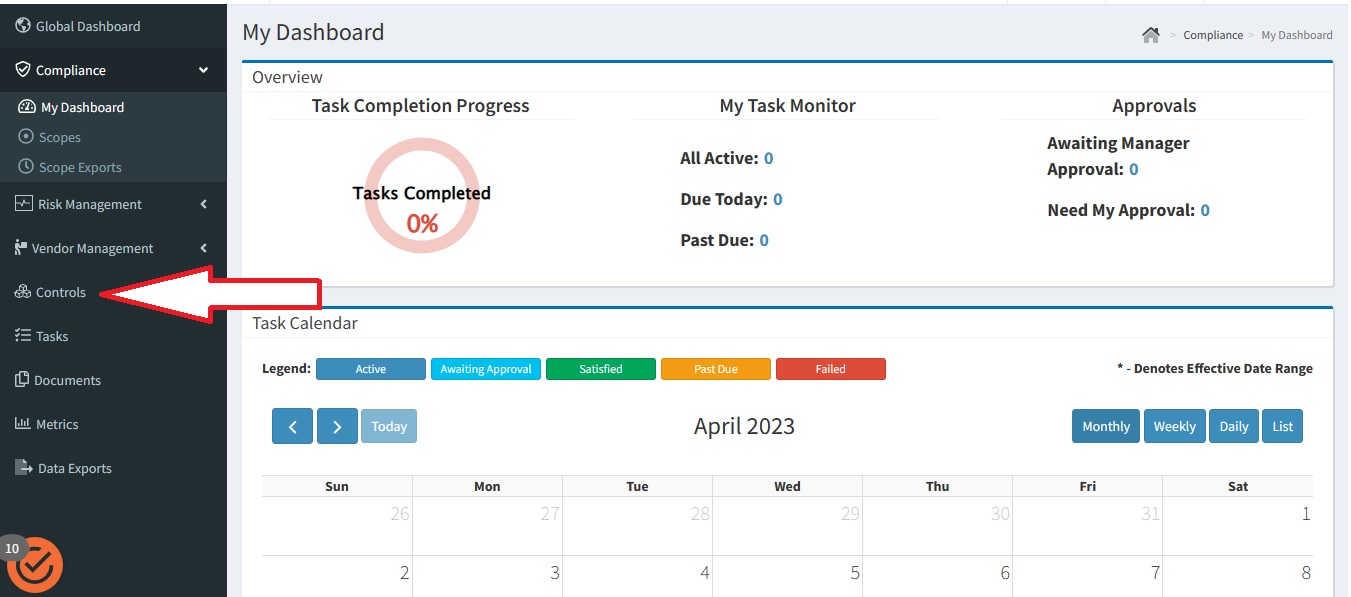 Global Dashboard
Compliance
My Dashboard
Scopes
Scope Exports
Risk Management
Vendor Management
Controls
Tasks
Documents
Metrics
Data Exports
10
My Dashboard
> Compliance > My Dashboard
Overview
Task Completion Progress
Tasks Completed
0%
My Task Monitor
All Active: 0
Due Today: 0
Past Due: 0
Approvals
Awaiting Manager
Approval: 0
Need My Approval: 0
Task Calendar
Legend: Active Awaiting Approval Satisfied Past Due Failed
* - Denotes Effective Date Range
Today
April 2023
Monthly Weekly Daily List
Sun Mon Tue Wed Thu Fri Sat
26 27 28 29 30 31 1
2 3 4 5 6 7 8